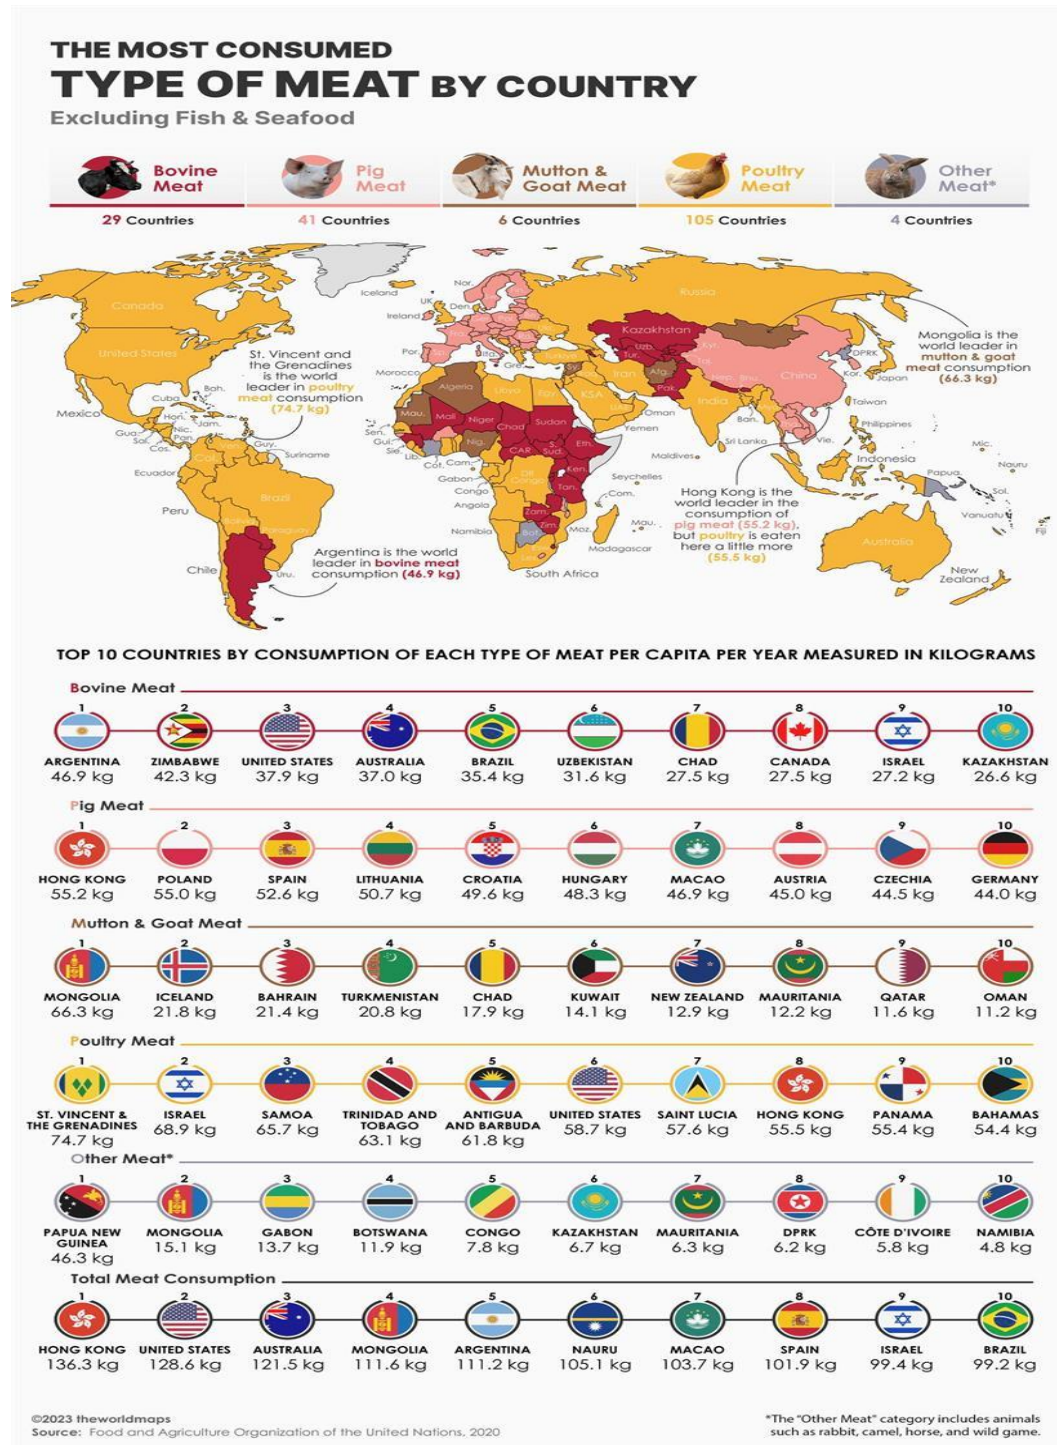 THE MOST CONSUMED
TYPE OF MEAT BY COUNTRY
Excluding Fish & Seafood
Bovine Meat
29 Countries
Pig Meat
41 Countries
Mutton & Goat Meat
6 Countries
Poultry Meat
105 Countries
Other Meat*
4 Countries
Iceland
Nor.
UK
Den.
Ireland
Canada
Russia
United States
Kazakhstan
Mongolia is the
world leader in
mutton & goat
meat consumption
(66.3 kg)
St. Vincent and
the Grenadines
is the world
leader in poultry
meat consumption
(74.7 kg)
Por.
Sp.
Ita.
Gre.
Uzb.
Tur.
Kyr.
China
DPRK
Kor.
Japan
Morocco
Algeria
Libya
Iran
Afg.
Pak.
KSA
UAE
India
Nep.
Bhu.
Ban.
Taiwan
Boh.
Cuba
Mexico
Hon.
Jam.
Gua.
Sal.
Nic.
Pan.
Cos.
Guy.
Suriname
Col.
Ecuador
Mau.
Mali
Niger
Chad
Sudan
Oman
Yemen
Sen.
Gui.
Sie.
Lib.
Cot.
Cam.
Nig.
CAR
S.
Sud.
Eth.
Ken.
Tan.
Gabon
Congo
DR
Congo
Angola
Zam.
Zim.
Moz.
Namibia
Bot.
Maldives
Sri Lanka
Seychelles
Com.
Mau.
Madagascar
South Africa
Vie.
Philippines
Indonesia
Papua.
Mic.
Nauru
Sol.
Vanuatu
Fiji
Peru
Brazil
Bolivia
Paraguay
Chile
Uru.
Argentina is the world
leader in bovine meat
consumption (46.9 kg)
Hong Kong is the
world leader in the
consumption of
pig meat (55.2 kg),
but poultry is eaten
here a little more
(55.5 kg)
Australia
New
Zealand
TOP 10 COUNTRIES BY CONSUMPTION OF EACH TYPE OF MEAT PER CAPITA PER YEAR MEASURED IN KILOGRAMS
Bovine Meat
1 2 3 4 5 6 7 8 9 10
ARGENTINA ZIMBABWE UNITED STATES AUSTRALIA BRAZIL UZBEKISTAN CHAD CANADA ISRAEL KAZAKHSTAN
46.9 kg 42.3 kg 37.9 kg 37.0 kg 35.4 kg 31.6 kg 27.5 kg 27.5 kg 27.2 kg 26.6 kg
Pig Meat
1 2 3 4 5 6 7 8 9 10
HONG KONG POLAND SPAIN LITHUANIA CROATIA HUNGARY MACAO AUSTRIA CZECHIA GERMANY
55.2 kg 55.0 kg 52.6 kg 50.7 kg 49.6 kg 48.3 kg 46.9 kg 45.0 kg 44.5 kg 44.0 kg
Mutton & Goat Meat
1 2 3 4 5 6 7 8 9 10
MONGOLIA ICELAND BAHRAIN TURKMENISTAN CHAD KUWAIT NEW ZEALAND MAURITANIA QATAR OMAN
66.3 kg 21.8 kg 21.4 kg 20.8 kg 17.9 kg 14.1 kg 12.9 kg 12.2 kg 11.6 kg 11.2 kg
Poultry Meat
1 2 3 4 5 6 7 8 9 10
ST. VINCENT & THE GRENADINES ISRAEL SAMOA TRINIDAD AND TOBAGO ANTIGUA AND BARBUDA UNITED STATES SAINT LUCIA HONG KONG PANAMA BAHAMAS
74.7 kg 68.9 kg 65.7 kg 63.1 kg 61.8 kg 58.7 kg 57.6 kg 55.5 kg 55.4 kg 54.4 kg
Other Meat*
1 2 3 4 5 6 7 8 9 10
PAPUA NEW GUINEA MONGOLIA GABON BOTSWANA CONGO KAZAKHSTAN MAURITANIA DPRK CÔTE D'IVOIRE NAMIBIA
46.3 kg 15.1 kg 13.7 kg 11.9 kg 7.8 kg 6.7 kg 6.3 kg 6.2 kg 5.8 kg 4.8 kg
Total Meat Consumption
1 2 3 4 5 6 7 8 9 10
HONG KONG UNITED STATES AUSTRALIA MONGOLIA ARGENTINA NAURU MACAO SPAIN ISRAEL BRAZIL
136.3 kg 128.6 kg 121.5 kg 111.6 kg 111.2 kg 105.1 kg 103.7 kg 101.9 kg 99.4 kg 99.2 kg
©2023 theworldmaps
Source: Food and Agriculture Organization of the United Nations, 2020
*The "Other Meat" category includes animals
such as rabbit, camel, horse, and wild game.